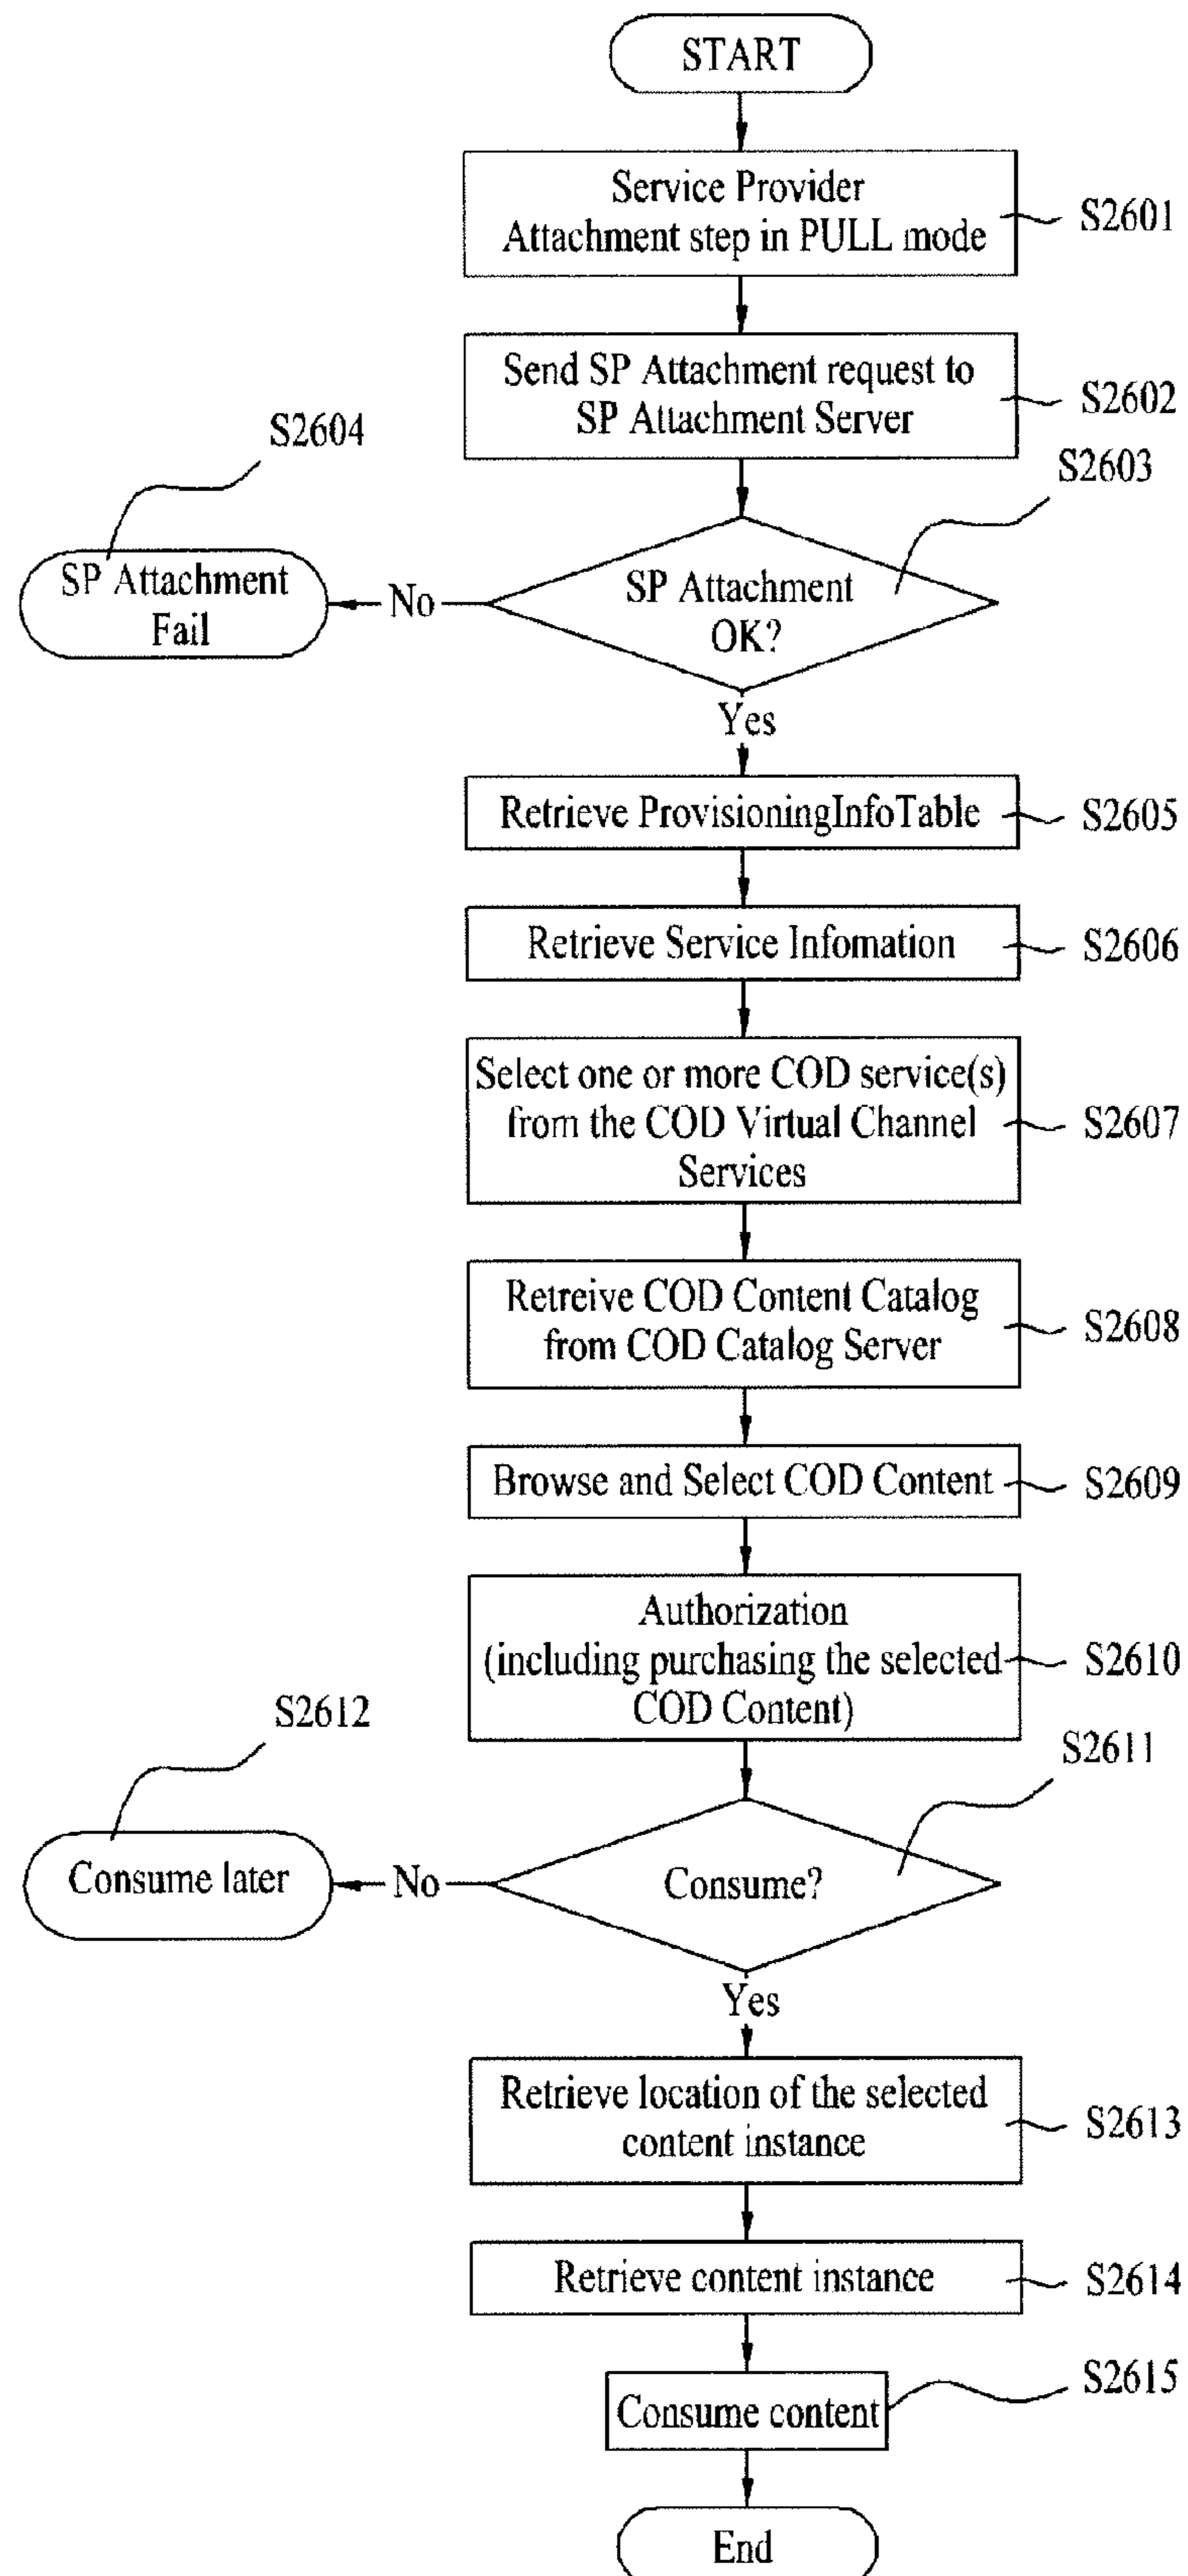 START
Service Provider
Attachment step in PULL mode
S2601
Send SP Attachment request to
SP Attachment Server
S2602
S2604
S2603
SP Attachment
Fail
No
SP Attachment
OK?
Yes
Retrieve ProvisioningInfoTable
S2605
Retrieve Service Infomation
S2606
Select one or more COD service(s)
from the COD Virtual Channel
Services
S2607
Retreive COD Content Catalog
from COD Catalog Server
S2608
Browse and Select COD Content
S2609
Authorization
(including purchasing the selected
COD Content)
S2610
S2612
S2611
Consume later
No
Consume?
Yes
Retrieve location of the selected
content instance
S2613
Retrieve content instance
S2614
S2615
Consume content
End